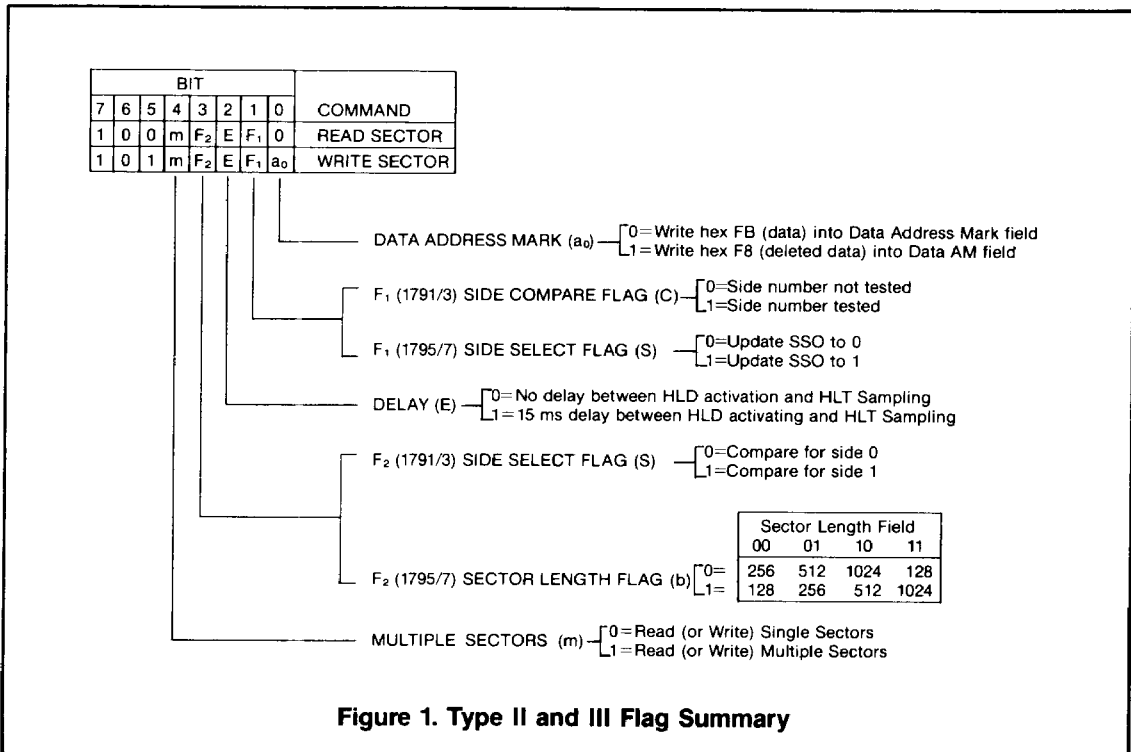 BIT
7 6 5 4 3 2 1 0 COMMAND
1 0 0 m F₂ E F₁ 0 READ SECTOR
1 0 1 m F₂ E F₁ a₀ WRITE SECTOR
DATA ADDRESS MARK (a₀) 0=Write hex FB (data) into Data Address Mark field
1=Write hex F8 (deleted data) into Data AM field
F₁ (1791/3) SIDE COMPARE FLAG (C) 0=Side number not tested
1=Side number tested
F₁ (1795/7) SIDE SELECT FLAG (S) 0=Update SSO to 0
1=Update SSO to 1
DELAY (E) 0= No delay between HLD activation and HLT Sampling
1=15 ms delay between HLD activating and HLT Sampling
F₂ (1791/3) SIDE SELECT FLAG (S) 0=Compare for side 0
1=Compare for side 1
Sector Length Field
00 01 10 11
F₂ (1795/7) SECTOR LENGTH FLAG (b) 0= 256 512 1024 128
1= 128 256 512 1024
MULTIPLE SECTORS (m) 0=Read (or Write) Single Sectors
1=Read (or Write) Multiple Sectors
Figure 1. Type II and III Flag Summary